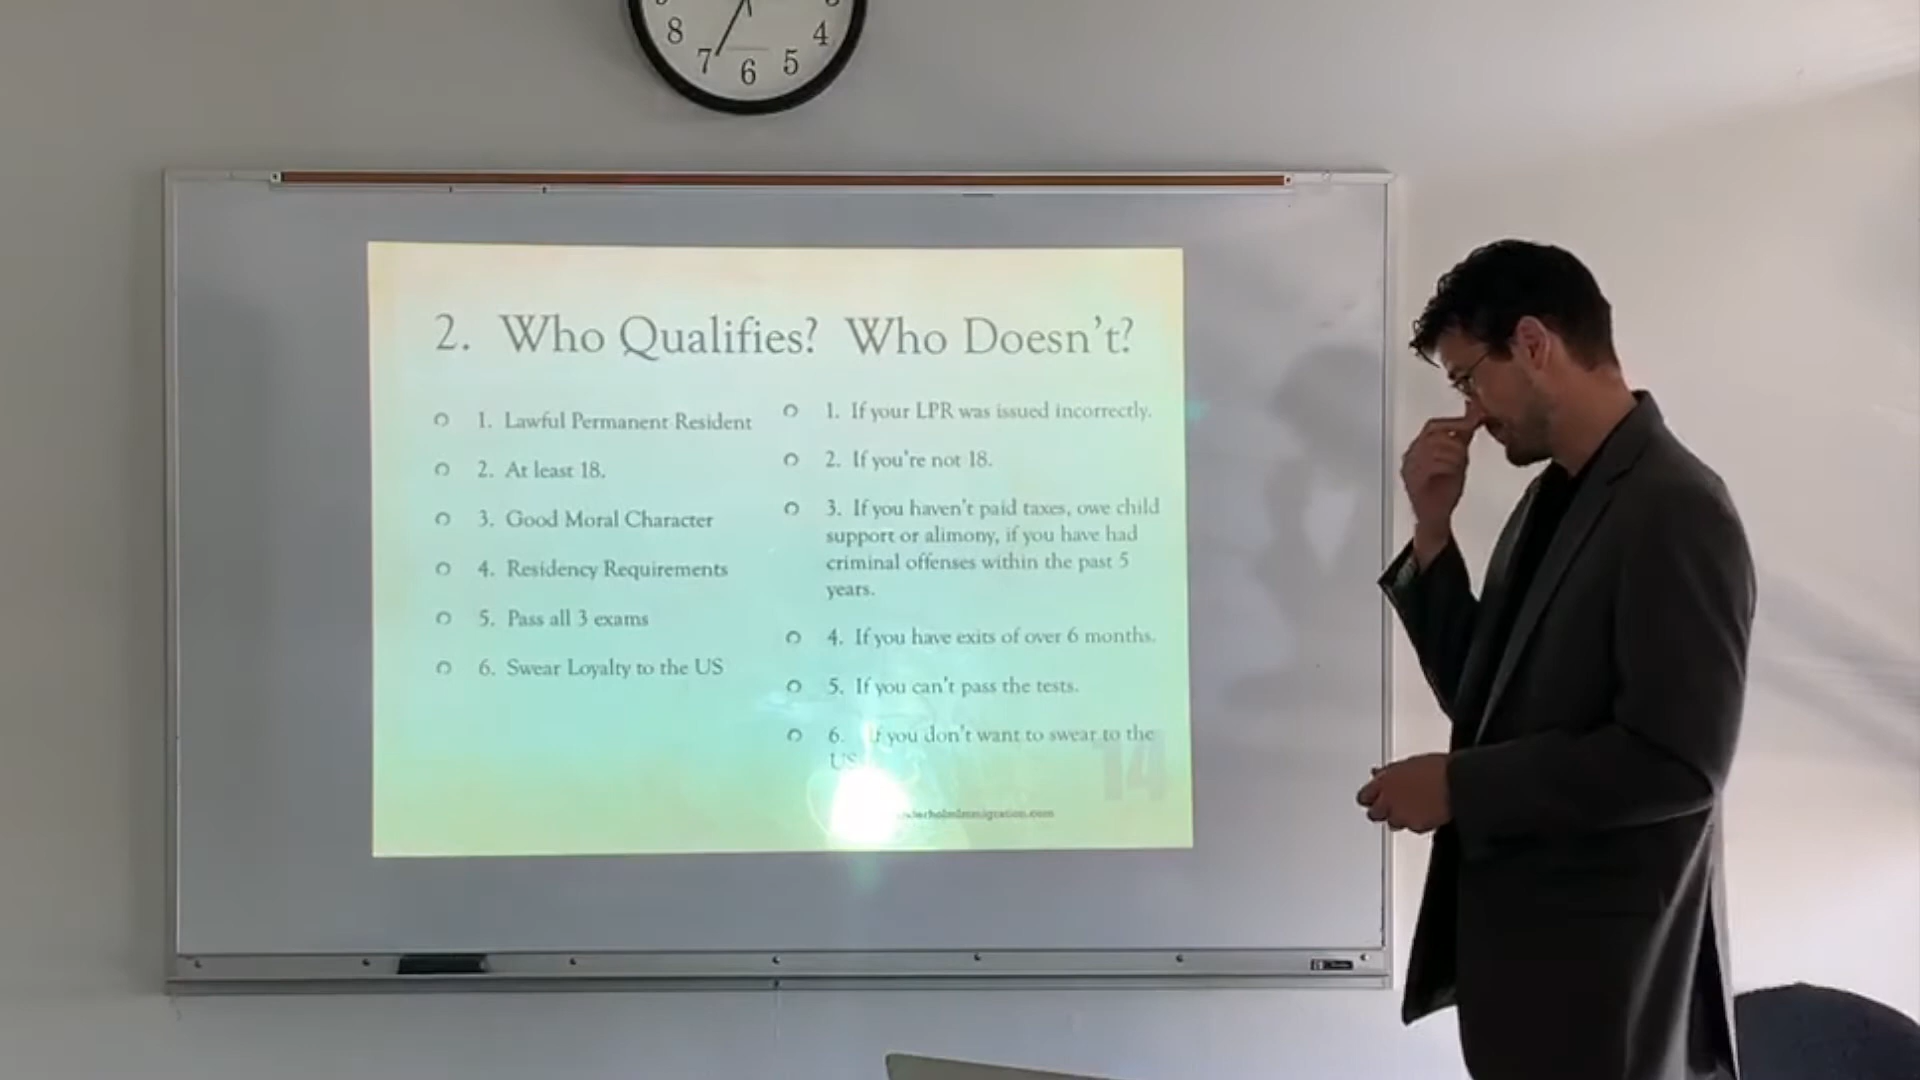 8
4
7
6
5
2. Who Qualifies? Who Doesn't?
1. Lawful Permanent Resident
2. At least 18.
3. Good Moral Character
4. Residency Requirements
5. Pass all 3 exams
6. Swear Loyalty to the US
1. If your LPR was issued incorrectly.
2. If you're not 18.
3. If you haven't paid taxes, owe child
support or alimony, if you have had
criminal offenses within the past 5
years.
4. If you have exits of over 6 months.
5. If you can't pass the tests.
6. If you don't want to swear to the
US
14